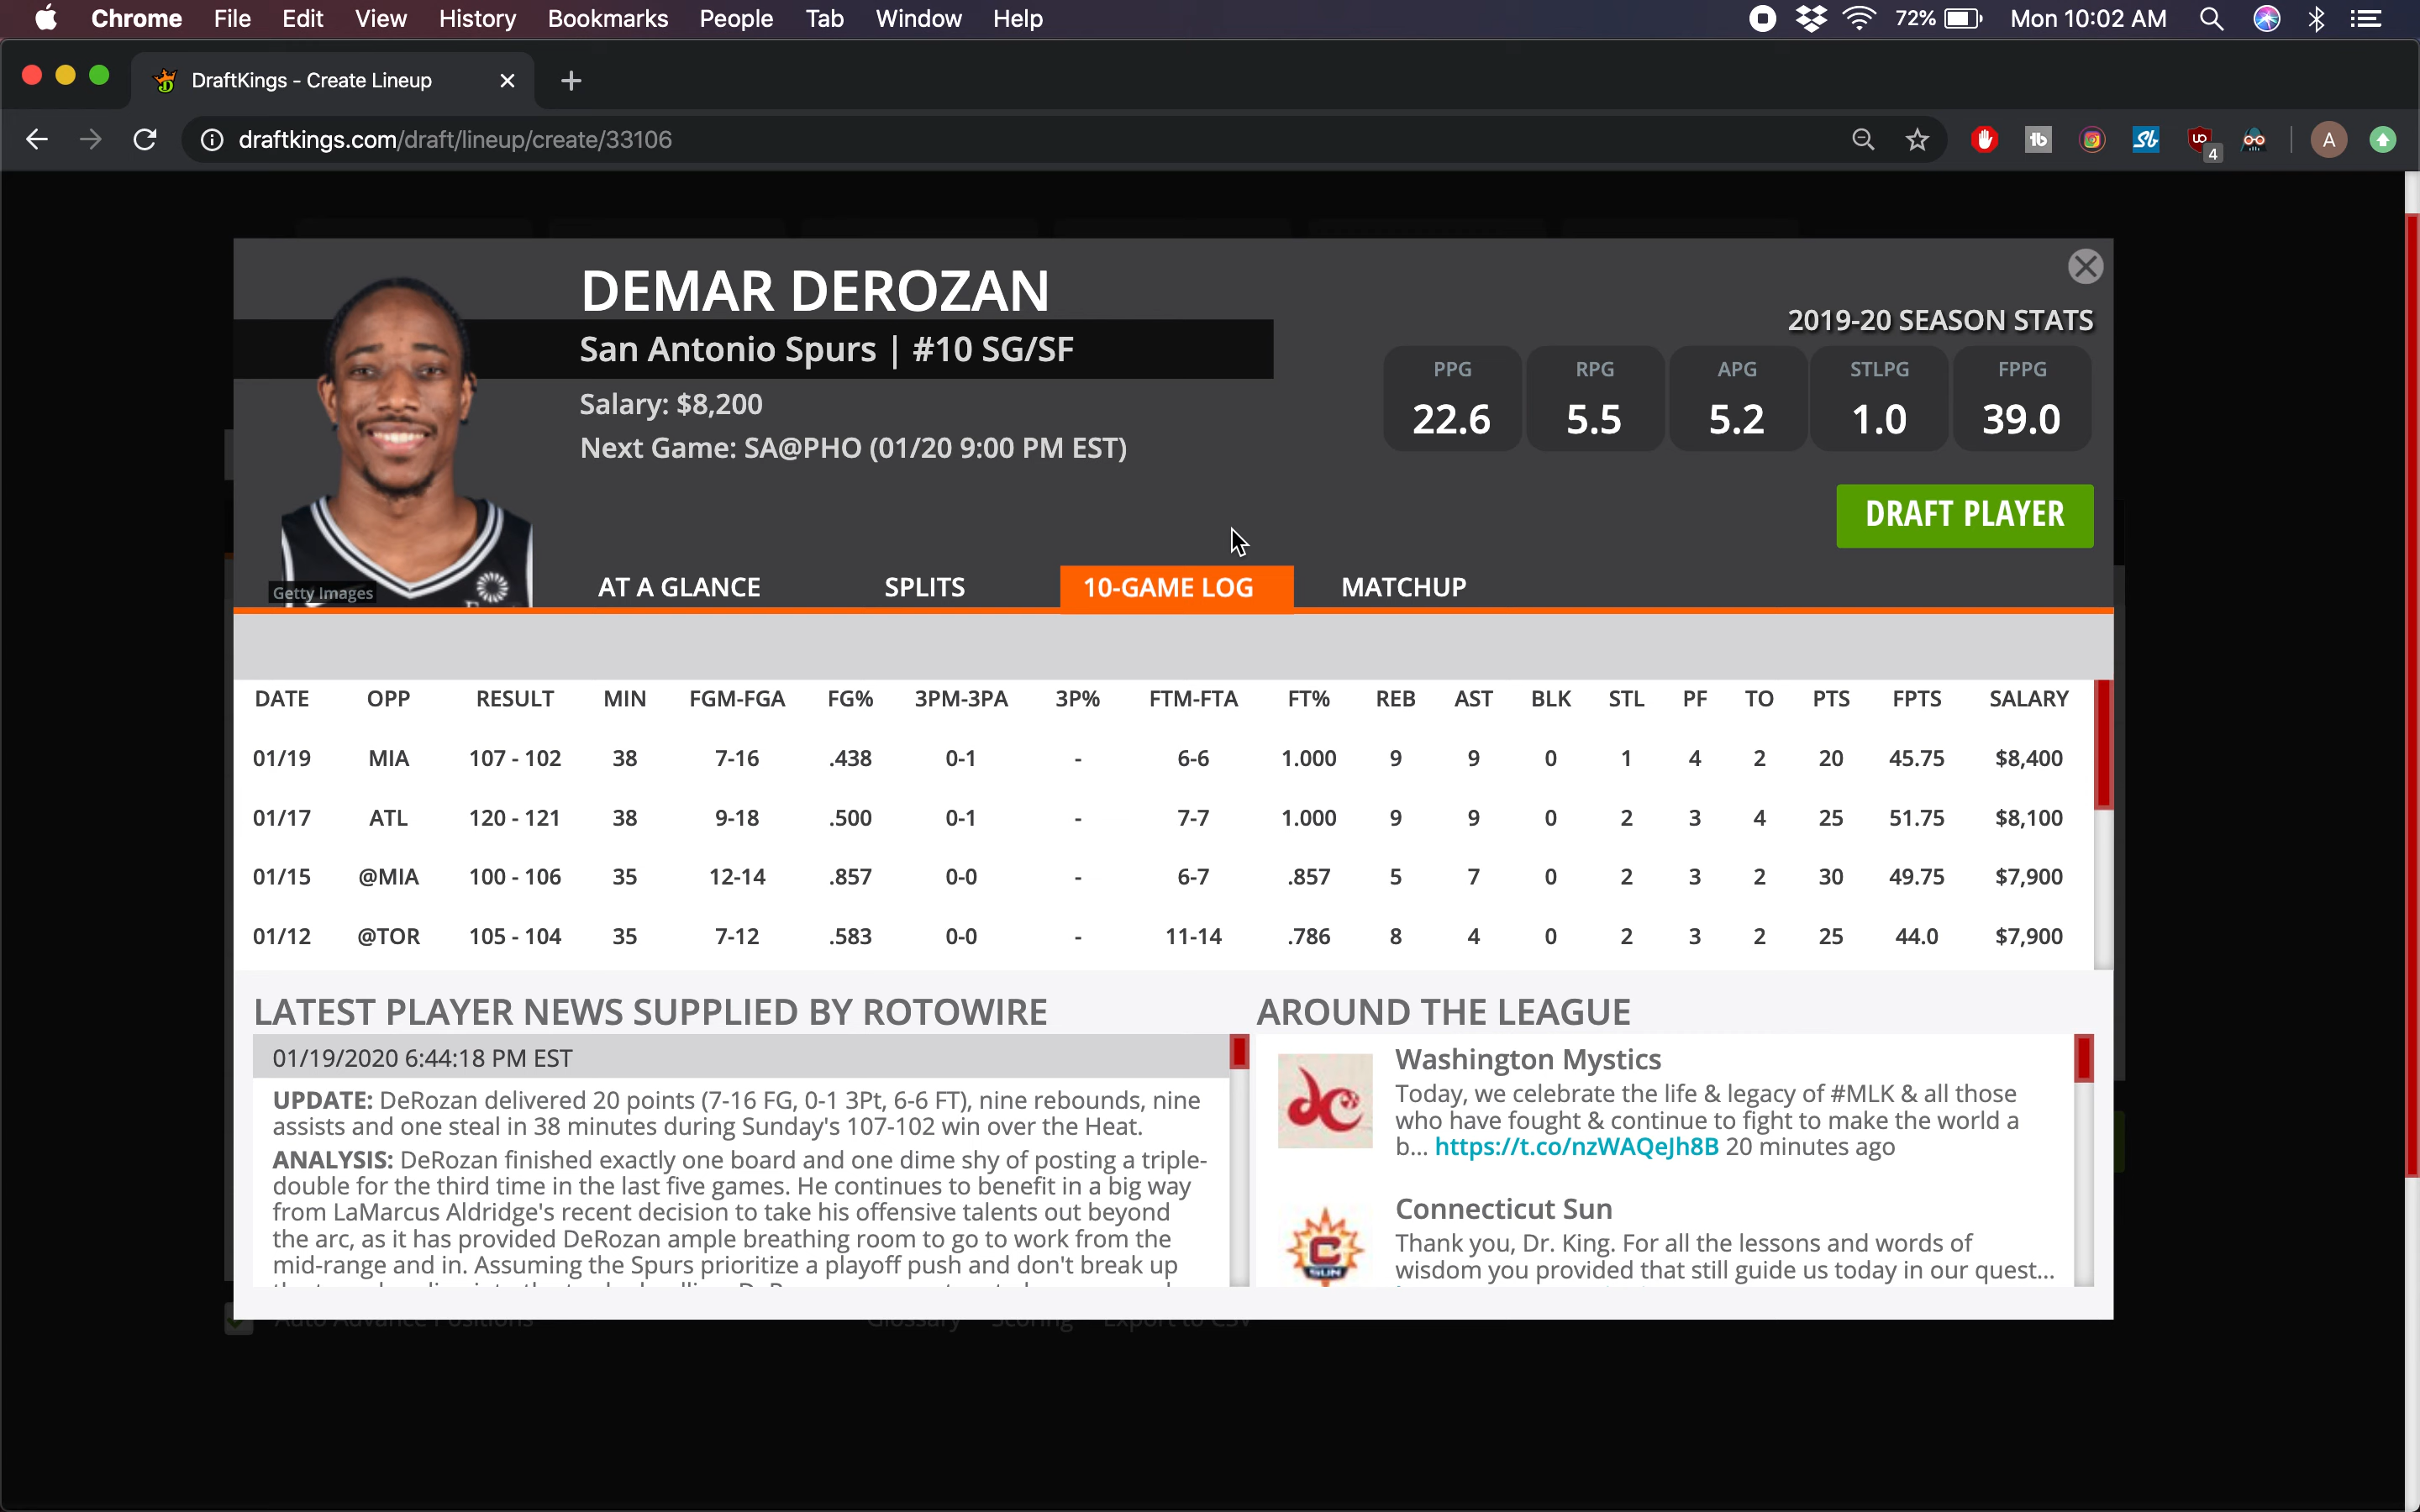 Chrome File Edit View History Bookmarks People Tab Window Help 72% Mon 10:02 AM
DraftKings - Create Lineup
draftkings.com/draft/lineup/create/33106
4
A
DEMAR DEROZAN
San Antonio Spurs | #10 SG/SF
Salary: $8,200
Next Game: SA@PHO (01/20 9:00 PM EST)
2019-20 SEASON STATS
PPG RPG APG STLPG FPPG
22.6 5.5 5.2 1.0 39.0
DRAFT PLAYER
Getty Images
AT A GLANCE SPLITS 10-GAME LOG MATCHUP
DATE OPP RESULT MIN FGM-FGA FG% 3PM-3PA 3P% FTM-FTA FT% REB AST BLK STL PF TO PTS FPTS SALARY
01/19 MIA 107 - 102 38 7-16 .438 0-1 - 6-6 1.000 9 9 0 1 4 2 20 45.75 $8,400
01/17 ATL 120 - 121 38 9-18 .500 0-1 - 7-7 1.000 9 9 0 2 3 4 25 51.75 $8,100
01/15 @MIA 100 - 106 35 12-14 .857 0-0 - 6-7 .857 5 7 0 2 3 2 30 49.75 $7,900
01/12 @TOR 105 - 104 35 7-12 .583 0-0 - 11-14 .786 8 4 0 2 3 2 25 44.0 $7,900
LATEST PLAYER NEWS SUPPLIED BY ROTOWIRE
01/19/2020 6:44:18 PM EST
UPDATE: DeRozan delivered 20 points (7-16 FG, 0-1 3Pt, 6-6 FT), nine rebounds, nine
assists and one steal in 38 minutes during Sunday's 107-102 win over the Heat.
ANALYSIS: DeRozan finished exactly one board and one dime shy of posting a triple-
double for the third time in the last five games. He continues to benefit in a big way
from LaMarcus Aldridge's recent decision to take his offensive talents out beyond
the arc, as it has provided DeRozan ample breathing room to go to work from the
mid-range and in. Assuming the Spurs prioritize a playoff push and don't break up
AROUND THE LEAGUE
Washington Mystics
Today, we celebrate the life & legacy of #MLK & all those
who have fought & continue to fight to make the world a
b... https://t.co/nzWAQeJh8B 20 minutes ago
Connecticut Sun
Thank you, Dr. King. For all the lessons and words of
wisdom you provided that still guide us today in our quest...
Auto Advance Positions Glossary Scoring Export to CSV